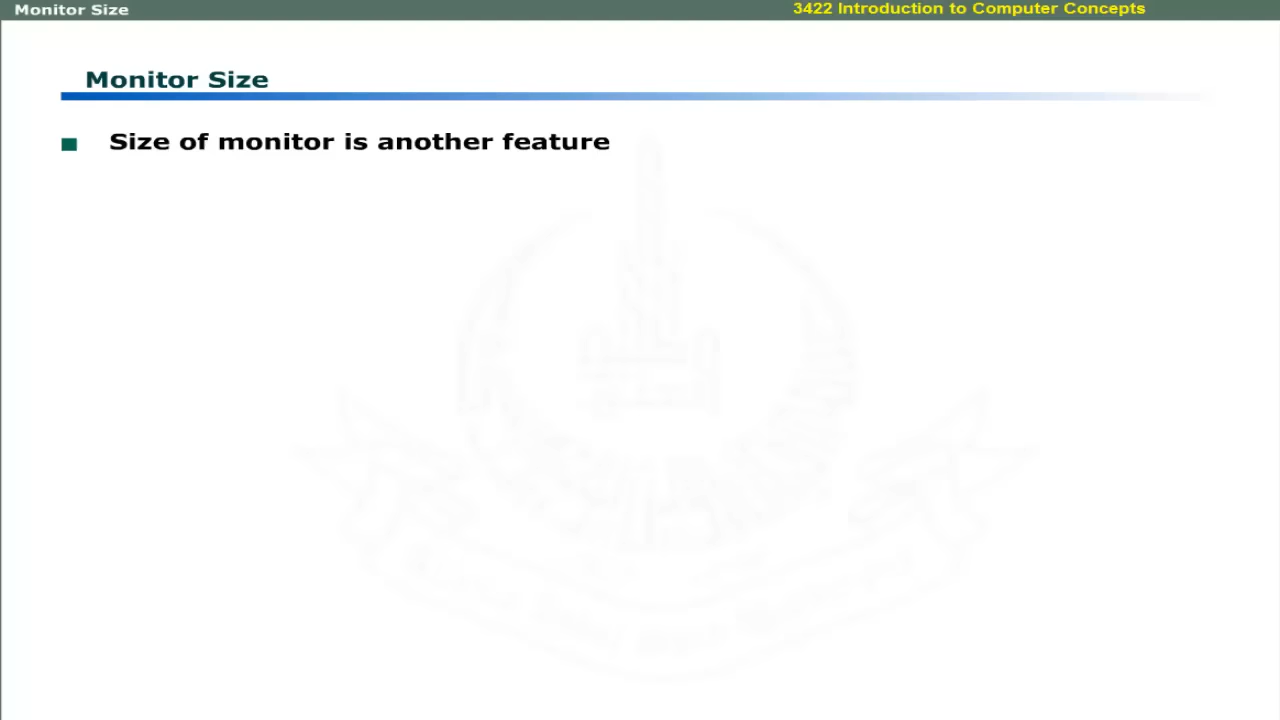 Monitor Size
3422 Introduction to Computer Concepts
Monitor Size
Size of monitor is another feature